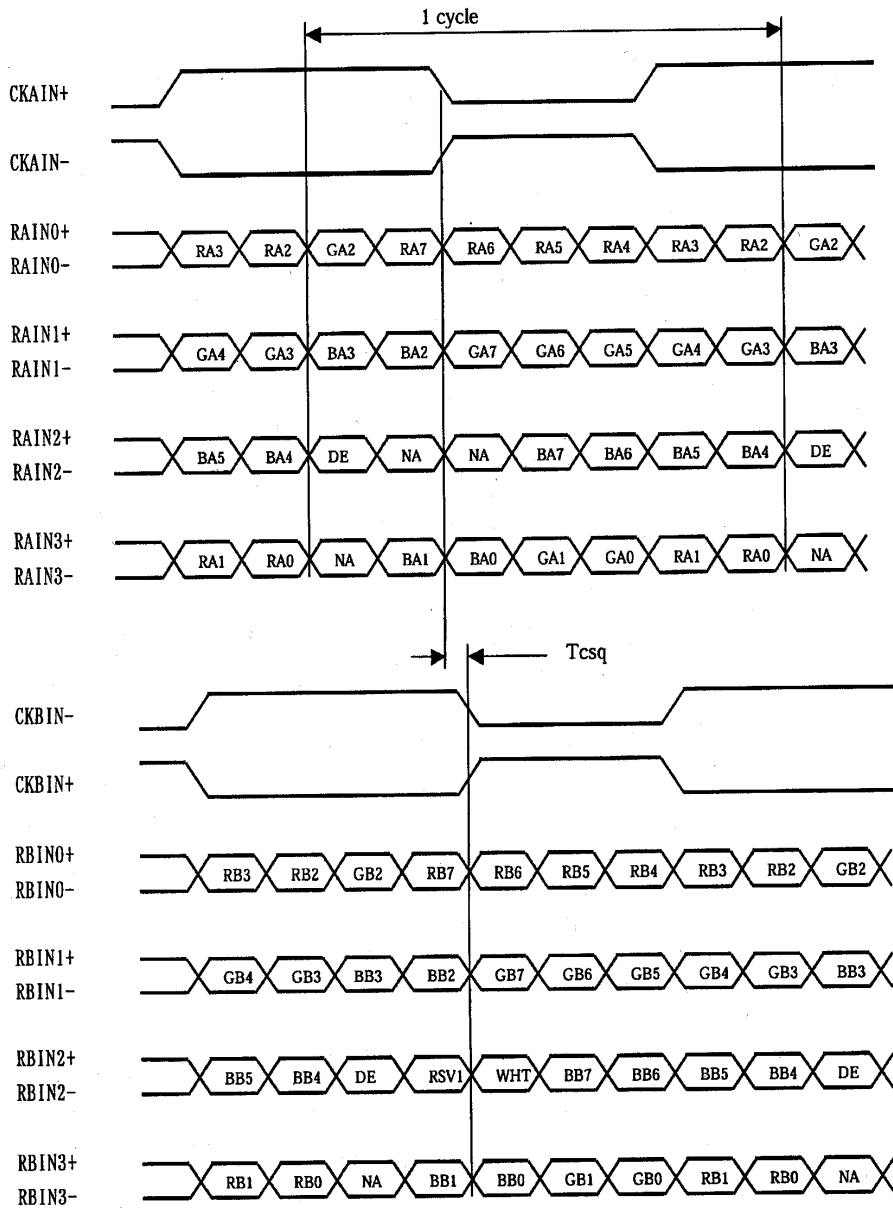 1 cycle
CKAIN+
CKAIN-
RAIN0+
RA3 RA2 GA2 RA7 RA6 RA5 RA4 RA3 RA2 GA2
RAIN0-
RAIN1+
GA4 GA3 BA3 BA2 GA7 GA6 GA5 GA4 GA3 BA3
RAIN1-
RAIN2+
BA5 BA4 DE NA NA BA7 BA6 BA5 BA4 DE
RAIN2-
RAIN3+
RA1 RA0 NA BA1 BA0 GA1 GA0 RA1 RA0 NA
RAIN3-
Tcsq
CKBIN-
CKBIN+
RBIN0+
RB3 RB2 GB2 RB7 RB6 RB5 RB4 RB3 RB2 GB2
RBIN0-
RBIN1+
GB4 GB3 BB3 BB2 GB7 GB6 GB5 GB4 GB3 BB3
RBIN1-
RBIN2+
BB5 BB4 DE RSV1 WHT BB7 BB6 BB5 BB4 DE
RBIN2-
RBIN3+
RB1 RB0 NA BB1 BB0 GB1 GB0 RB1 RB0 NA
RBIN3-